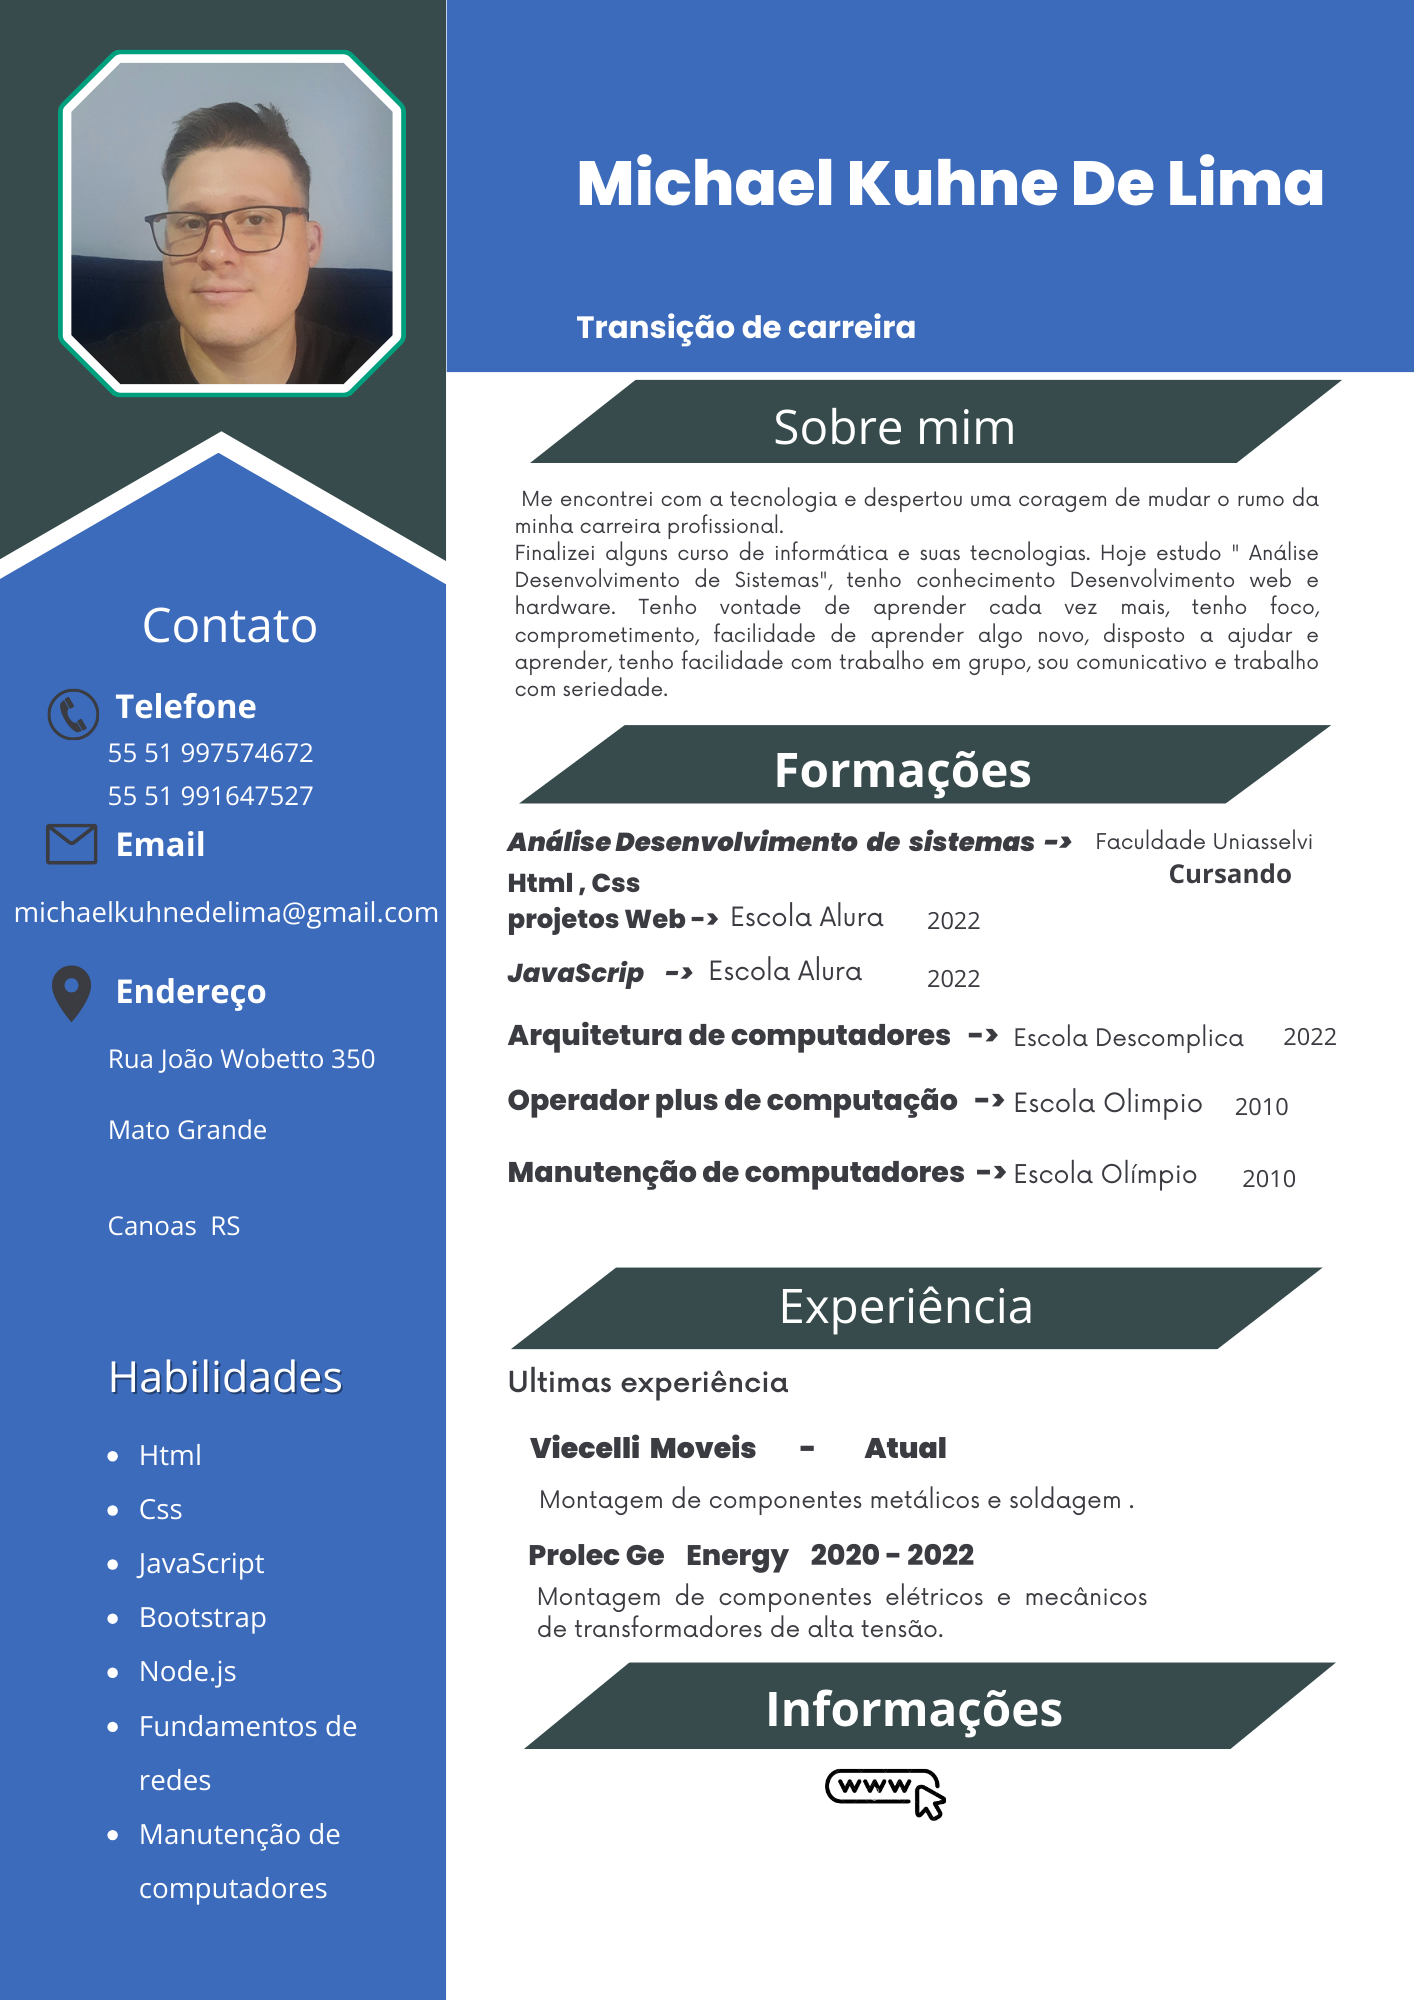 Michael Kuhne De Lima
Transição de carreira
Contato
Telefone
55 51 997574672
55 51 991647527
Email
michaelkuhnedelima@gmail.com
Endereço
Rua João Wobetto 350
Mato Grande
Canoas RS
Habilidades
Html
Css
JavaScript
Bootstrap
Node.js
Fundamentos de
redes
Manutenção de
computadores
Sobre mim
Me encontrei com a tecnologia e despertou uma coragem de mudar o rumo da
minha carreira profissional.
Finalizei alguns curso de informática e suas tecnologias. Hoje estudo " Análise
Desenvolvimento de Sistemas", tenho conhecimento Desenvolvimento web e
hardware. Tenho vontade de aprender cada vez mais, tenho foco,
comprometimento, facilidade de aprender algo novo, disposto a ajudar e
aprender, tenho facilidade com trabalho em grupo, sou comunicativo e trabalho
com seriedade.
Formações
Análise Desenvolvimento de sistemas -> Faculdade Uniasselvi
Cursando
Html , Css
projetos Web -> Escola Alura 2022
JavaScrip -> Escola Alura 2022
Arquitetura de computadores -> Escola Descomplica 2022
Operador plus de computação -> Escola Olimpio 2010
Manutenção de computadores -> Escola Olímpio 2010
Experiência
Ultimas experiência
Viecelli Moveis - Atual
Montagem de componentes metálicos e soldagem .
Prolec Ge Energy 2020 - 2022
Montagem de componentes elétricos e mecânicos
de transformadores de alta tensão.
Informações
www